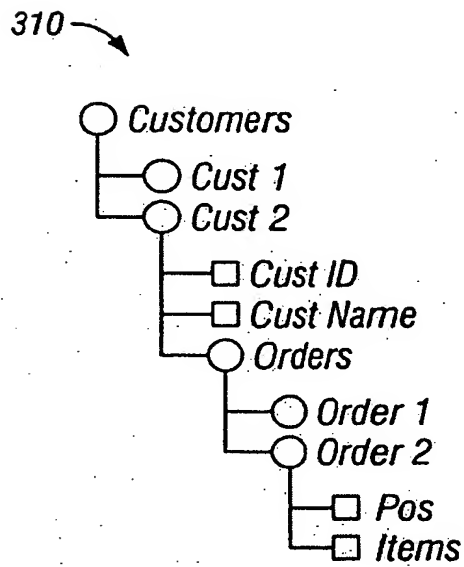 310
Customers
Cust 1
Cust 2
Cust ID
Cust Name
Orders
Order 1
Order 2
Pos
Items